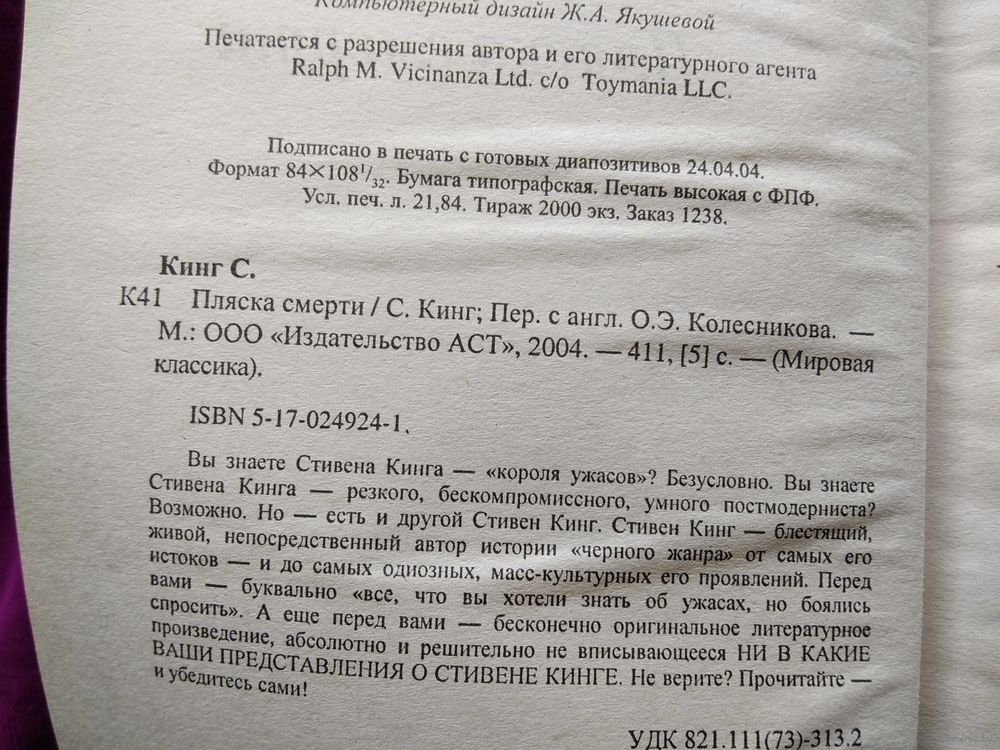 Компьютерный дизайн Ж.А. Якушевой
Печатается с разрешения автора и его литературного агента
Ralph M. Vicinanza Ltd. c/o Toymania LLC.
Подписано в печать с готовых диапозитивов 24.04.04.
Формат 84×108¹/₃₂. Бумага типографская. Печать высокая с ФПФ.
Усл. печ. л. 21,84. Тираж 2000 экз. Заказ 1238.
Кинг С.
К41 Пляска смерти / С. Кинг; Пер. с англ. О.Э. Колесникова. —
М.: ООО «Издательство АСТ», 2004. — 411, [5] с. — (Мировая
классика).
ISBN 5-17-024924-1.
Вы знаете Стивена Кинга — «короля ужасов»? Безусловно. Вы знаете
Стивена Кинга — резкого, бескомпромиссного, умного постмодерниста?
Возможно. Но — есть и другой Стивен Кинг. Стивен Кинг — блестящий,
живой, непосредственный автор истории «черного жанра» от самых его
истоков — и до самых одиозных, масс-культурных его проявлений. Перед
вами — буквально «все, что вы хотели знать об ужасах, но боялись
спросить». А еще перед вами — бесконечно оригинальное литературное
произведение, абсолютно и решительно не вписывающееся НИ В КАКИЕ
ВАШИ ПРЕДСТАВЛЕНИЯ О СТИВЕНЕ КИНГЕ. Не верите? Прочитайте —
и убедитесь сами!
УДК 821.111(73)-313.2